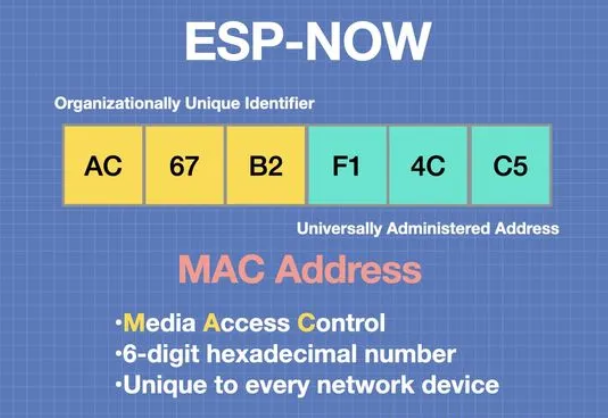 ESP-NOW
Organizationally Unique Identifier
AC 67 B2 F1 4C C5
Universally Administered Address
MAC Address
•Media Access Control
•6-digit hexadecimal number
•Unique to every network device